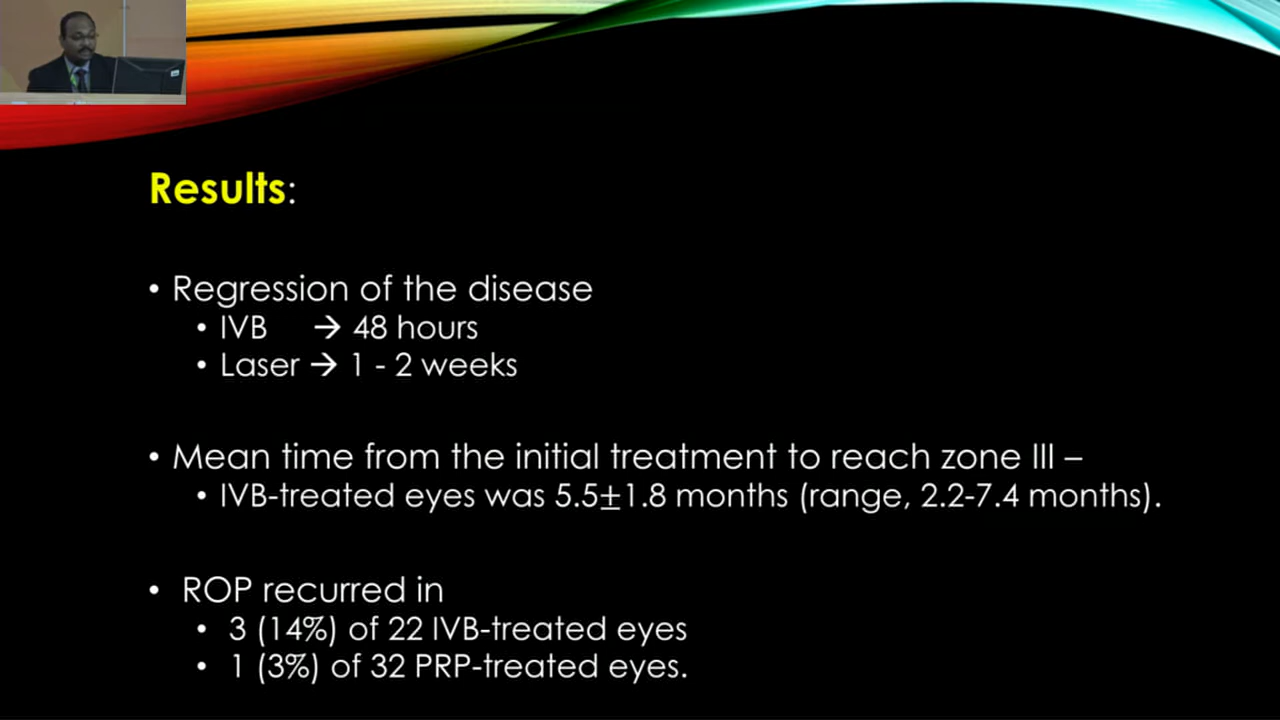 Results:
• Regression of the disease
• IVB → 48 hours
• Laser → 1 - 2 weeks
• Mean time from the initial treatment to reach zone III –
• IVB-treated eyes was 5.5±1.8 months (range, 2.2-7.4 months).
• ROP recurred in
• 3 (14%) of 22 IVB-treated eyes
• 1 (3%) of 32 PRP-treated eyes.